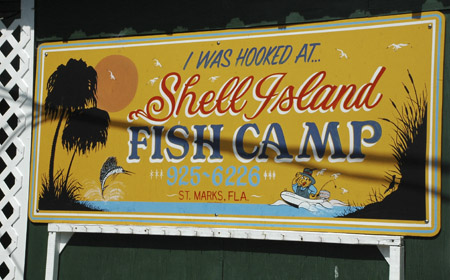 I WAS HOOKED AT...
Shell Island
FISH CAMP
925-6226
ST. MARKS, FLA.